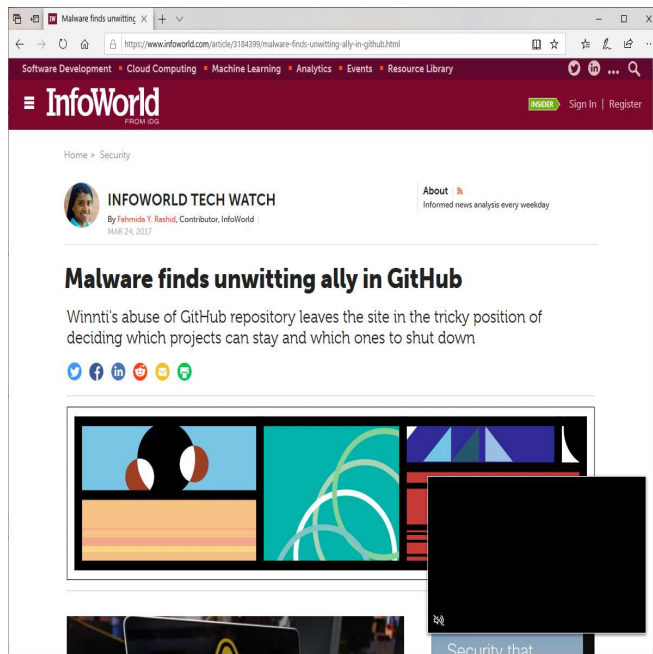 Malware finds unwitting
https://www.infoworld.com/article/3184399/malware-finds-unwitting-ally-in-github.html
Software Development Cloud Computing Machine Learning Analytics Events Resource Library
InfoWorld
FROM IDG
INSIDER Sign In | Register
Home > Security
INFOWORLD TECH WATCH
By Fahmida Y. Rashid, Contributor, InfoWorld
MAR 24, 2017
About
Informed news analysis every weekday
Malware finds unwitting ally in GitHub
Winnti's abuse of GitHub repository leaves the site in the tricky position of
deciding which projects can stay and which ones to shut down
Security that